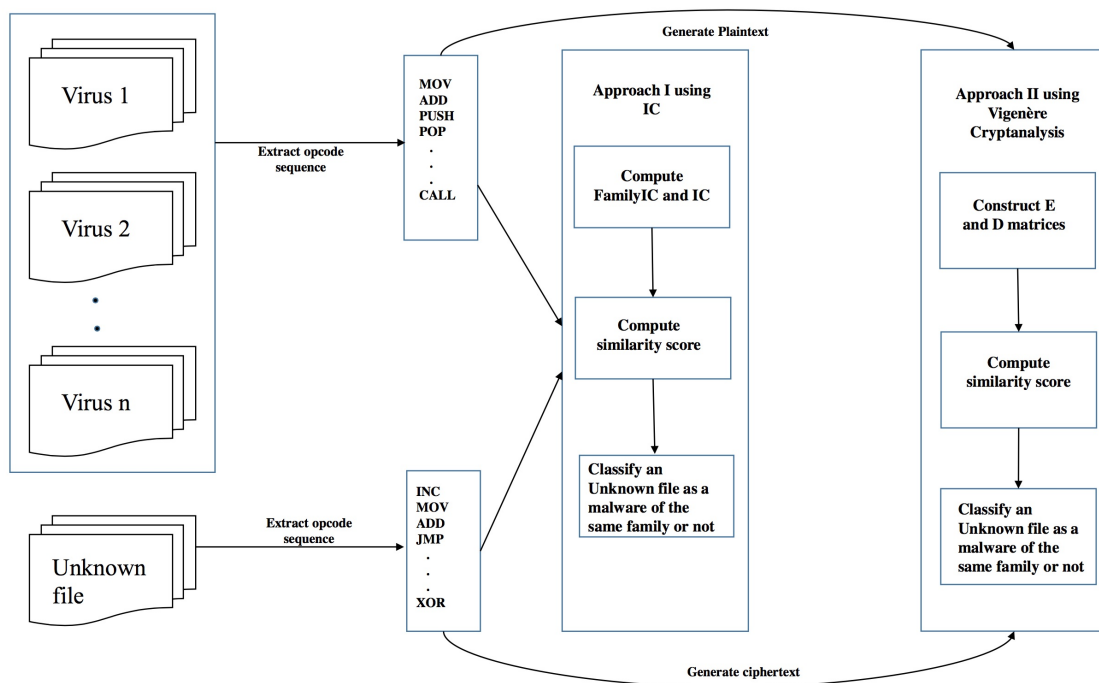 Virus 1
Virus 2
Virus n
Unknown
file
Extract opcode
sequence
Extract opcode
sequence
MOV
ADD
PUSH
POP
.
.
.
CALL
INC
MOV
ADD
JMP
.
.
.
XOR
Generate Plaintext
Approach I using
IC
Compute
FamilyIC and IC
Compute
similarity score
Classify an
Unknown file as a
malware of the
same family or not
Approach II using
Vigenère
Cryptanalysis
Construct E
and D matrices
Compute
similarity score
Classify an
Unknown file as a
malware of the
same family or not
Generate ciphertext